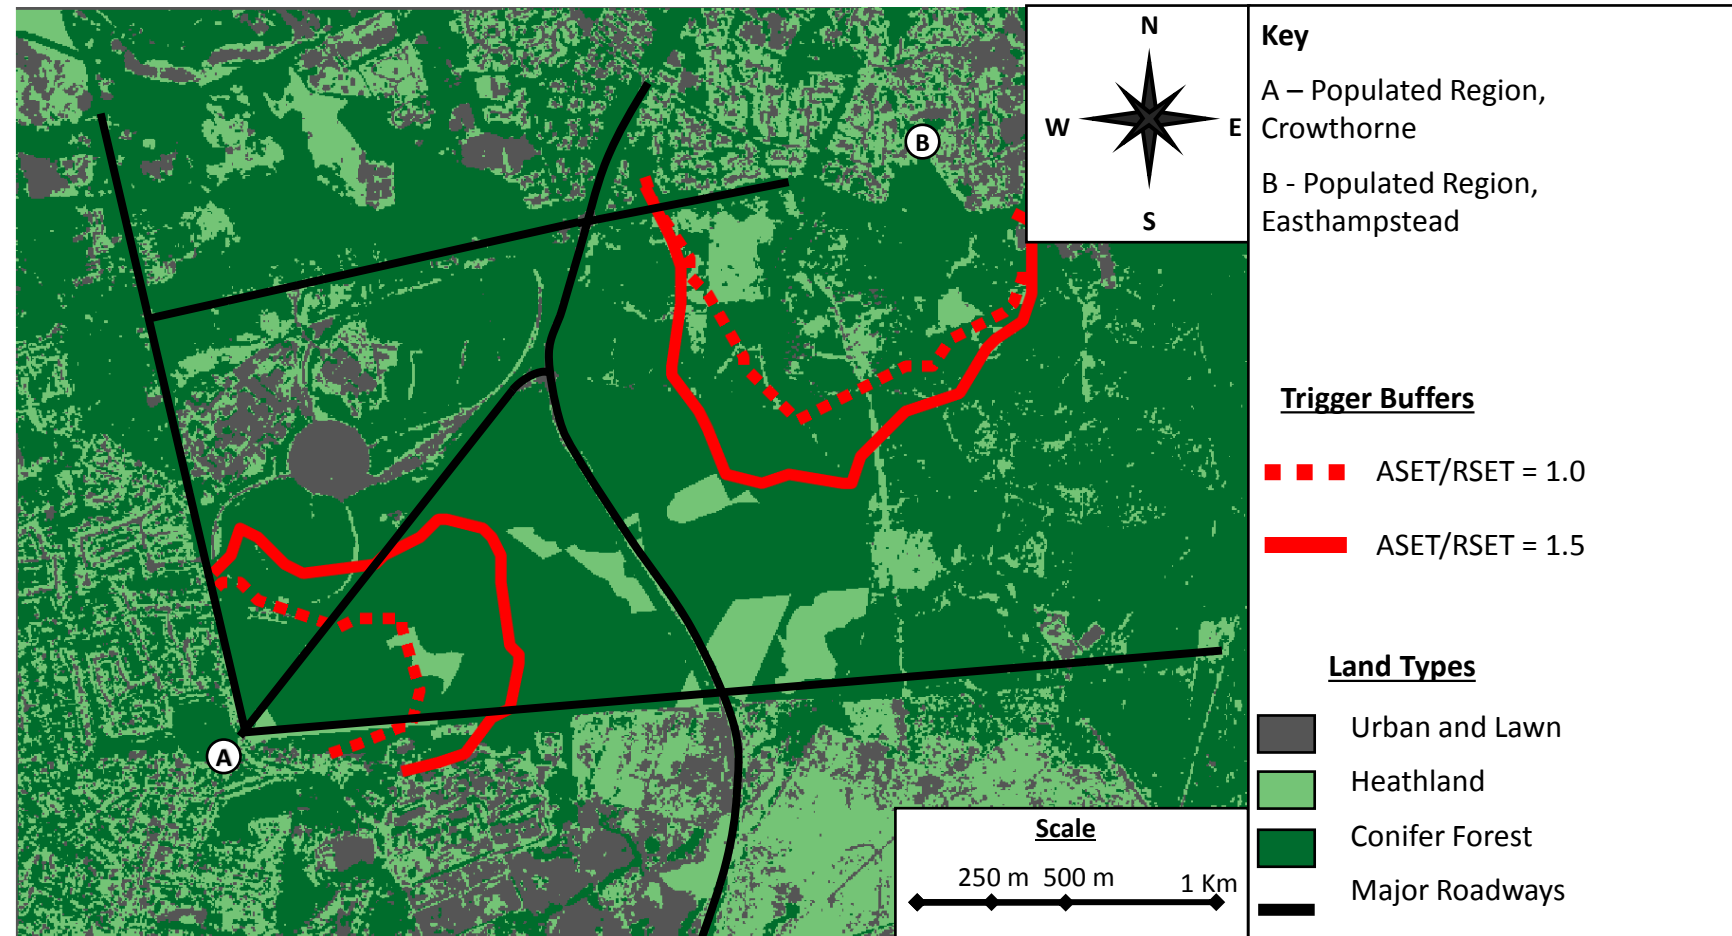 N
W
E
S
Key
A – Populated Region,
Crowthorne
B - Populated Region,
Easthampstead
B
A
Trigger Buffers
ASET/RSET = 1.0
ASET/RSET = 1.5
Land Types
Urban and Lawn
Heathland
Conifer Forest
Major Roadways
Scale
250 m 500 m 1 Km